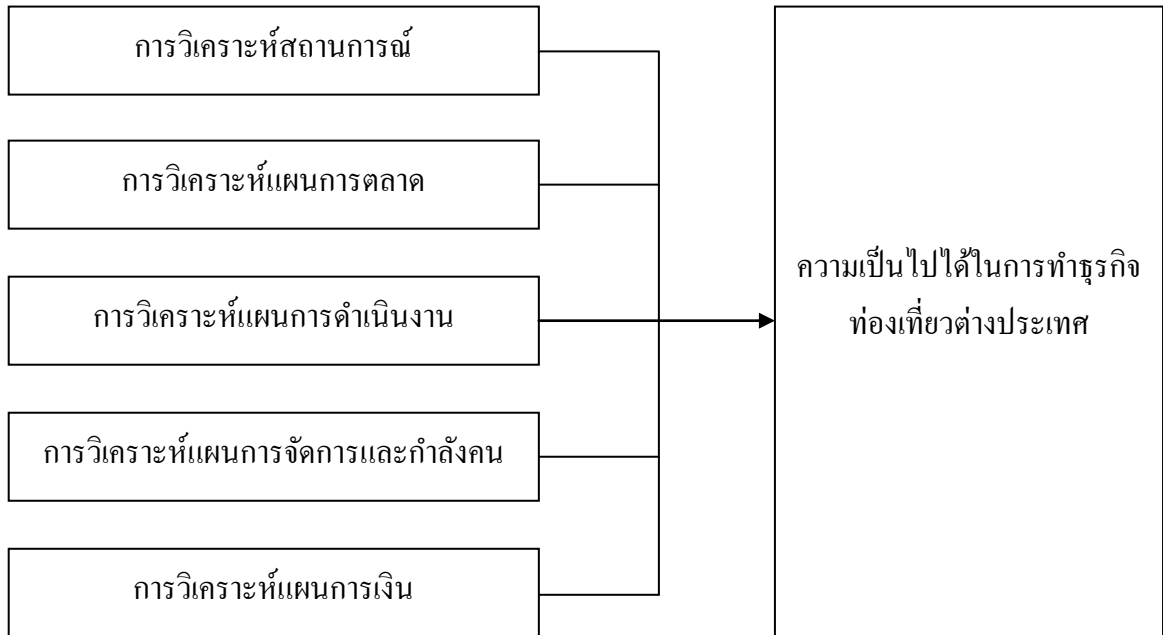 การวิเคราะห์สถานการณ์
การวิเคราะห์แผนการตลาด
การวิเคราะห์แผนการดำเนินงาน
การวิเคราะห์แผนการจัดการและกำลังคน
การวิเคราะห์แผนการเงิน
ความเป็นไปได้ในการทำธุรกิจ
ท่องเที่ยวต่างประเทศ